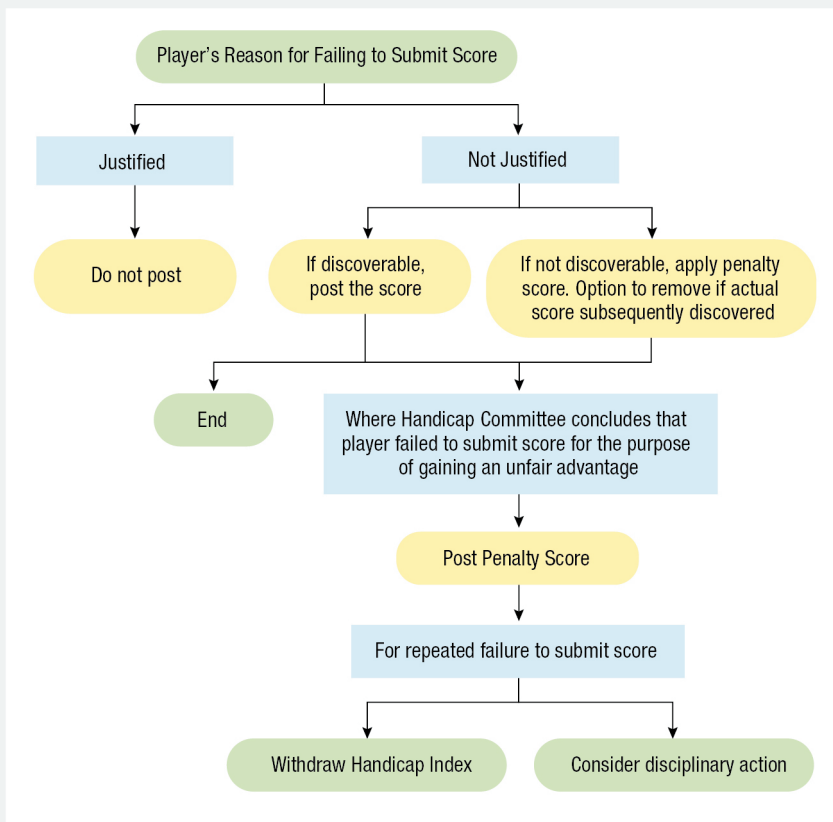 Player's Reason for Failing to Submit Score
Justified
Not Justified
Do not post
If discoverable,
post the score
If not discoverable, apply penalty
score. Option to remove if actual
score subsequently discovered
End
Where Handicap Committee concludes that
player failed to submit score for the purpose
of gaining an unfair advantage
Post Penalty Score
For repeated failure to submit score
Withdraw Handicap Index
Consider disciplinary action